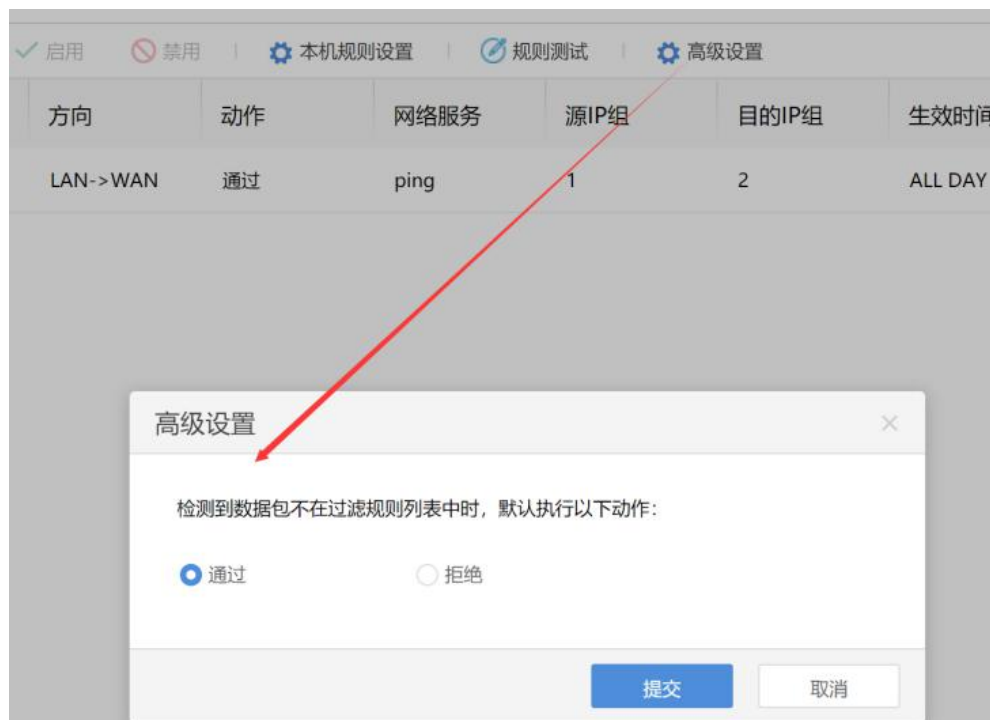 启用 禁用 本机规则设置 规则测试 高级设置
方向 动作 网络服务 源IP组 目的IP组 生效时间
LAN->WAN 通过 ping 1 2 ALL DAY
高级设置
检测到数据包不在过滤规则列表中时，默认执行以下动作：
通过 拒绝
提交 取消